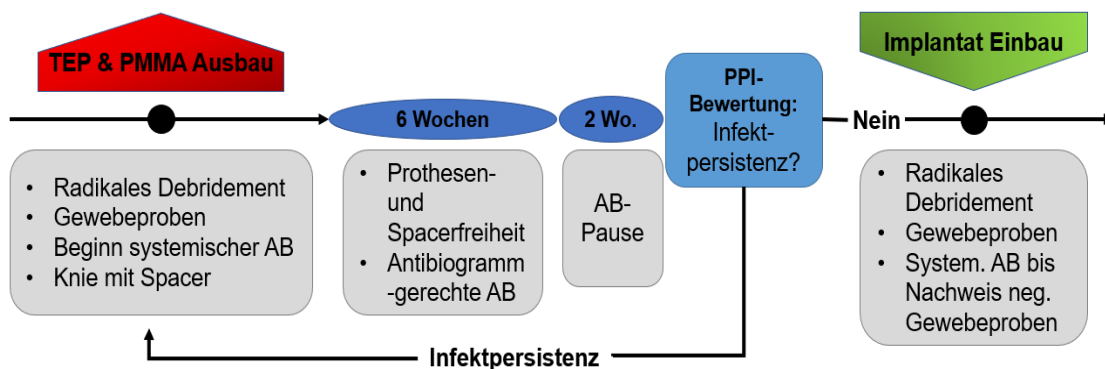 TEP & PMMA Ausbau
Implantat Einbau
6 Wochen
2 Wo.
PPI-
Bewertung:
Infekt-
persistenz?
Nein
• Radikales Debridement
• Gewebeproben
• Beginn systemischer AB
• Knie mit Spacer
• Prothesen-
und
Spacerfreiheit
• Antibiogramm
-gerechte AB
AB-
Pause
• Radikales
Debridement
• Gewebeproben
• System. AB bis
Nachweis neg.
Gewebeproben
Infektpersistenz